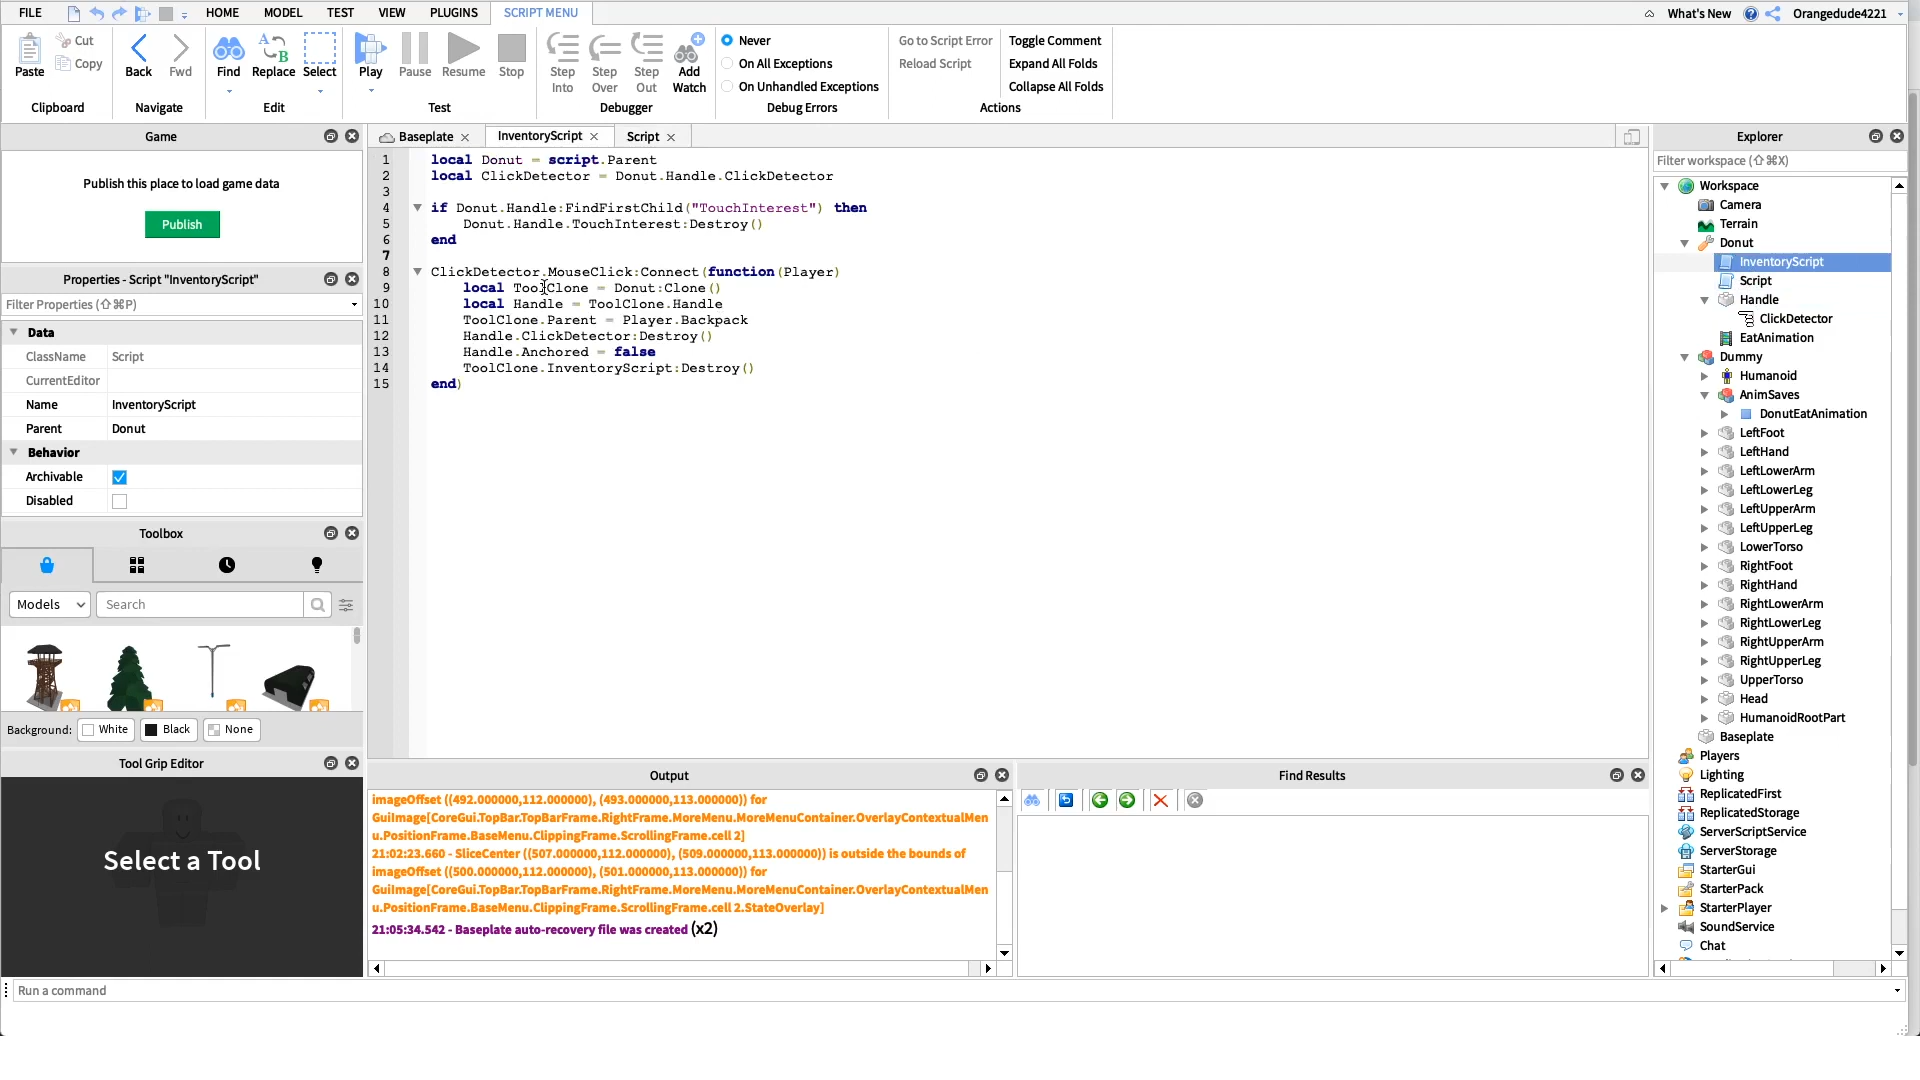 FILE HOME MODEL TEST VIEW PLUGINS SCRIPT MENU What's New Orangedude4221
Paste Cut Copy Back Fwd Find Replace Select Play Pause Resume Stop Step Into Step Over Step Out Add Watch
Never
On All Exceptions
On Unhandled Exceptions
Go to Script Error
Reload Script
Toggle Comment
Expand All Folds
Collapse All Folds
Clipboard Navigate Edit Test Debugger Debug Errors Actions
Game
Publish this place to load game data
Publish
Properties - Script "InventoryScript"
Filter Properties (⇧⌘P)
Data
ClassName Script
CurrentEditor
Name InventoryScript
Parent Donut
Behavior
Archivable
Disabled
Toolbox
Models Search
Background: White Black None
Tool Grip Editor
Select a Tool
Baseplate InventoryScript Script
1 local Donut = script.Parent
2 local ClickDetector = Donut.Handle.ClickDetector
3
4 if Donut.Handle:FindFirstChild("TouchInterest") then
5 Donut.Handle.TouchInterest:Destroy()
6 end
7
8 ClickDetector.MouseClick:Connect(function(Player)
9 local ToolClone = Donut:Clone()
10 local Handle = ToolClone.Handle
11 ToolClone.Parent = Player.Backpack
12 Handle.ClickDetector:Destroy()
13 Handle.Anchored = false
14 ToolClone.InventoryScript:Destroy()
15 end)
Output
imageOffset ((492.000000,112.000000), (493.000000,113.000000)) for
GuiImage[CoreGui.TopBar.TopBarFrame.RightFrame.MoreMenu.MoreMenuContainer.OverlayContextualMen
u.PositionFrame.BaseMenu.ClippingFrame.ScrollingFrame.cell 2]
21:02:23.660 - SliceCenter ((507.000000,112.000000), (509.000000,113.000000)) is outside the bounds of
imageOffset ((500.000000,112.000000), (501.000000,113.000000)) for
GuiImage[CoreGui.TopBar.TopBarFrame.RightFrame.MoreMenu.MoreMenuContainer.OverlayContextualMen
u.PositionFrame.BaseMenu.ClippingFrame.ScrollingFrame.cell 2.StateOverlay]
21:05:34.542 - Baseplate auto-recovery file was created (x2)
Find Results
Explorer
Filter workspace (⇧⌘X)
Workspace
Camera
Terrain
Donut
InventoryScript
Script
Handle
ClickDetector
EatAnimation
Dummy
Humanoid
AnimSaves
DonutEatAnimation
LeftFoot
LeftHand
LeftLowerArm
LeftLowerLeg
LeftUpperArm
LeftUpperLeg
LowerTorso
RightFoot
RightHand
RightLowerArm
RightLowerLeg
RightUpperArm
RightUpperLeg
UpperTorso
Head
HumanoidRootPart
Baseplate
Players
Lighting
ReplicatedFirst
ReplicatedStorage
ServerScriptService
ServerStorage
StarterGui
StarterPack
StarterPlayer
SoundService
Chat
Run a command